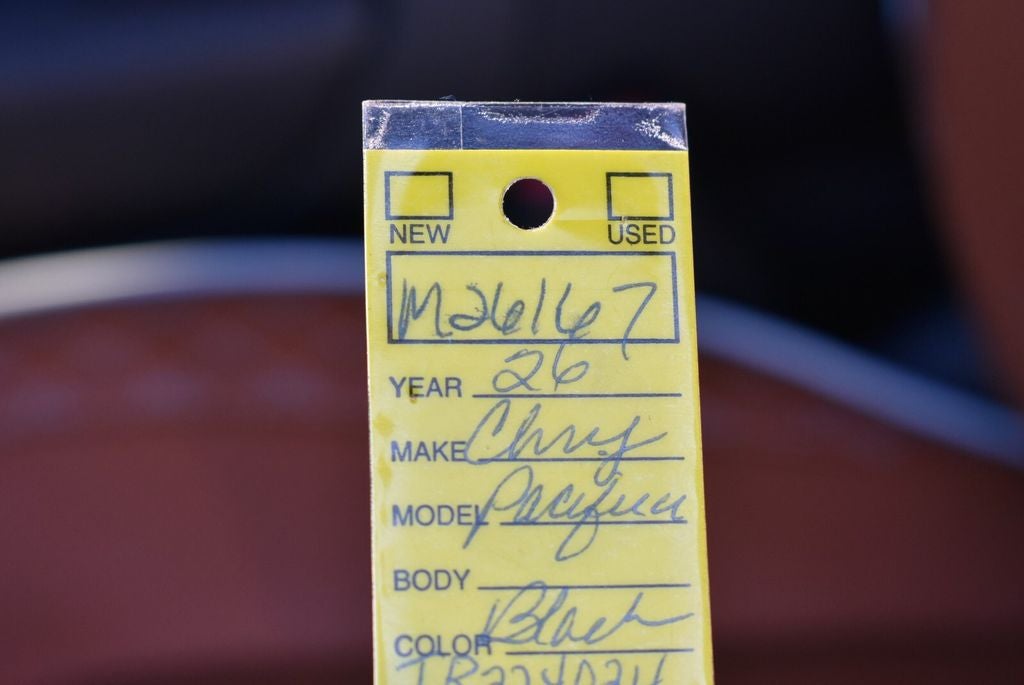 NEW USED
M26167
YEAR 26
MAKE Chry
MODEL Pacifica
BODY
COLOR Black